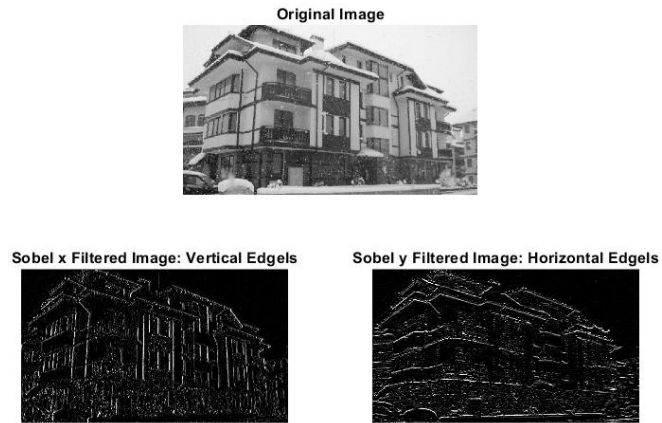 Original Image
Sobel x Filtered Image: Vertical Edgels
Sobel y Filtered Image: Horizontal Edgels